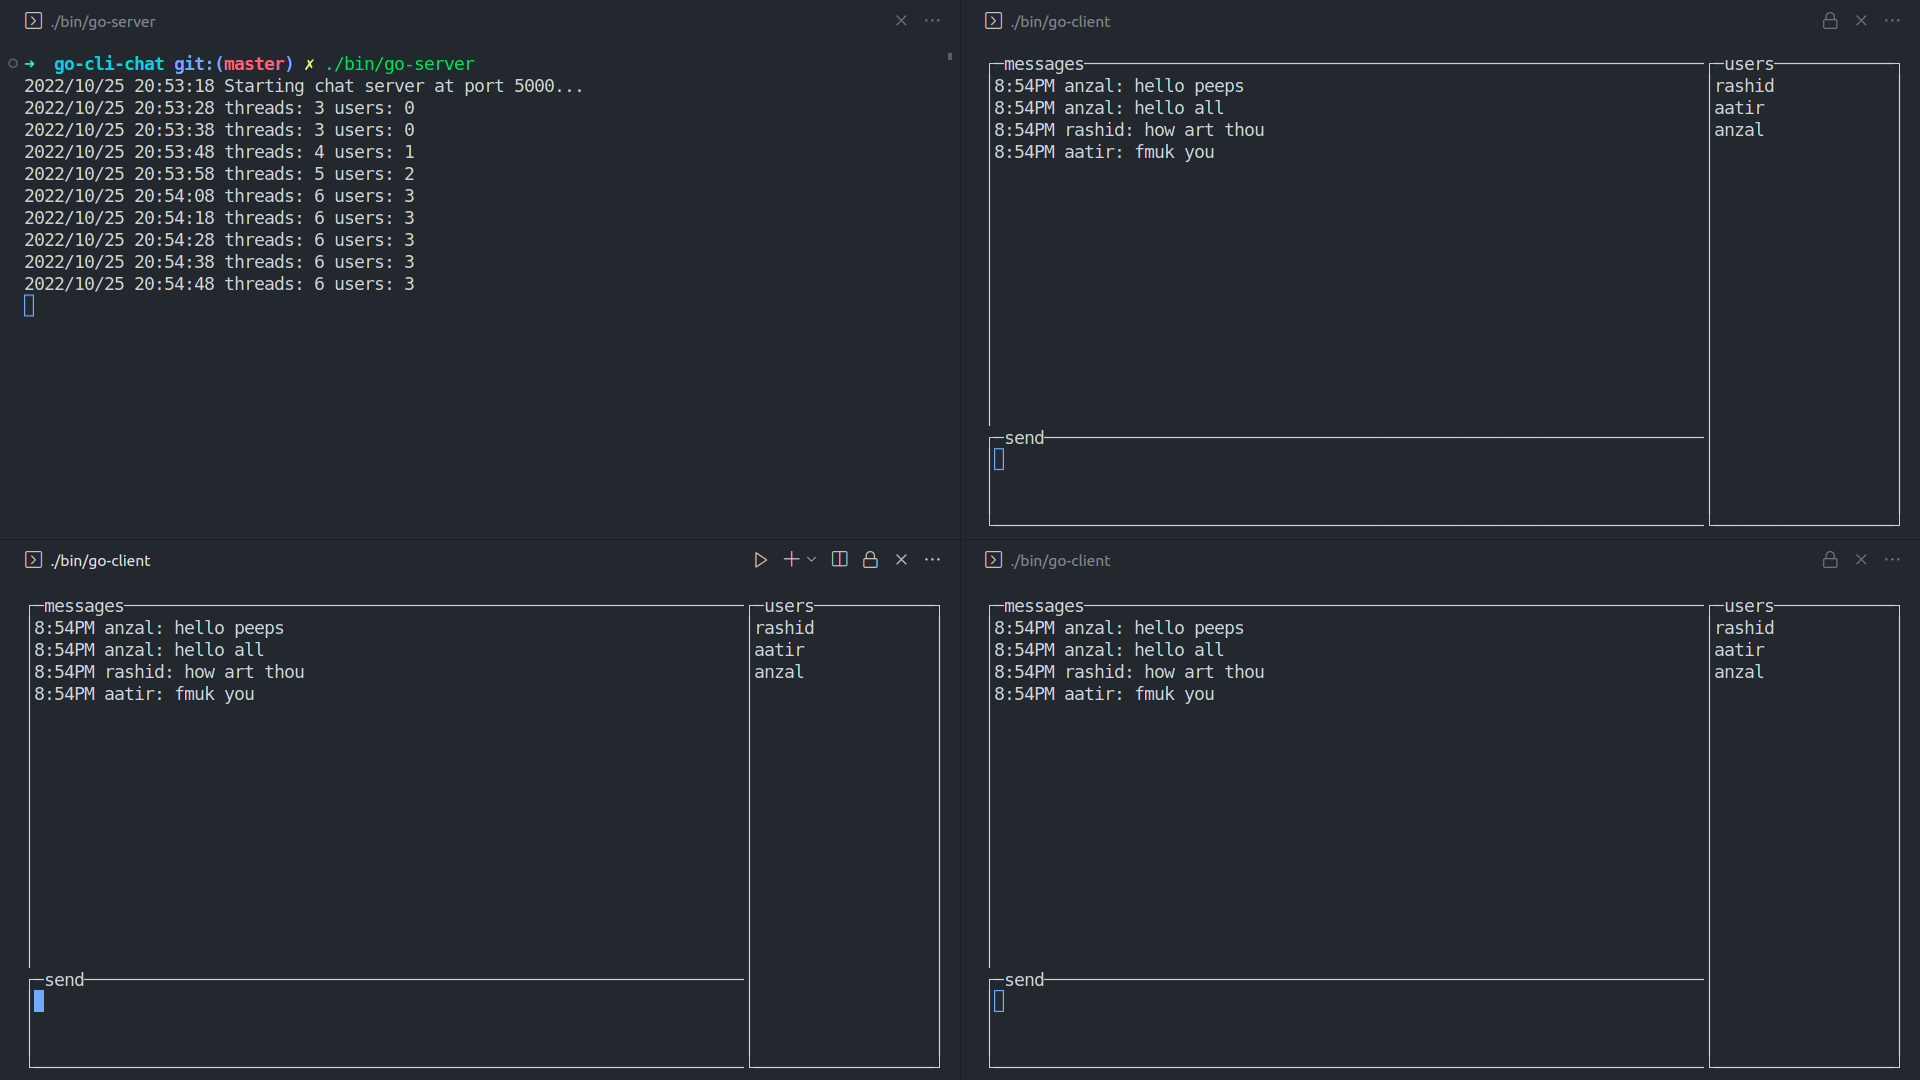 ./bin/go-server
➜ go-cli-chat git:(master) ✗ ./bin/go-server
2022/10/25 20:53:18 Starting chat server at port 5000...
2022/10/25 20:53:28 threads: 3 users: 0
2022/10/25 20:53:38 threads: 3 users: 0
2022/10/25 20:53:48 threads: 4 users: 1
2022/10/25 20:53:58 threads: 5 users: 2
2022/10/25 20:54:08 threads: 6 users: 3
2022/10/25 20:54:18 threads: 6 users: 3
2022/10/25 20:54:28 threads: 6 users: 3
2022/10/25 20:54:38 threads: 6 users: 3
2022/10/25 20:54:48 threads: 6 users: 3
./bin/go-client
messages
8:54PM anzal: hello peeps
8:54PM anzal: hello all
8:54PM rashid: how art thou
8:54PM aatir: fmuk you
send
users
rashid
aatir
anzal
./bin/go-client
messages
8:54PM anzal: hello peeps
8:54PM anzal: hello all
8:54PM rashid: how art thou
8:54PM aatir: fmuk you
send
users
rashid
aatir
anzal
./bin/go-client
messages
8:54PM anzal: hello peeps
8:54PM anzal: hello all
8:54PM rashid: how art thou
8:54PM aatir: fmuk you
send
users
rashid
aatir
anzal